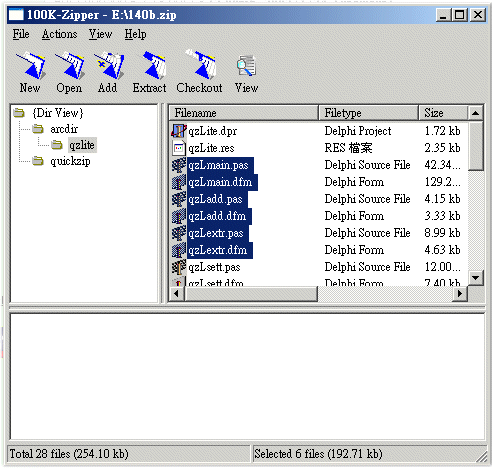 100K-Zipper - E:\140b.zip
File Actions View Help
New Open Add Extract Checkout View
{Dir View}
arcdir
qzlite
quickzip
Filename Filetype Size
qzLite.dpr Delphi Project 1.72 kb
qzLite.res RES 檔案 2.35 kb
qzLmain.pas Delphi Source File 42.34...
qzLmain.dfm Delphi Form 129.2...
qzLadd.pas Delphi Source File 4.15 kb
qzLadd.dfm Delphi Form 3.33 kb
qzLextr.pas Delphi Source File 8.99 kb
qzLextr.dfm Delphi Form 4.63 kb
qzLsett.pas Delphi Source File 12.00...
qzLsett.dfm Delphi Form 7.40 kb
Total 28 files (254.10 kb) Selected 6 files (192.71 kb)